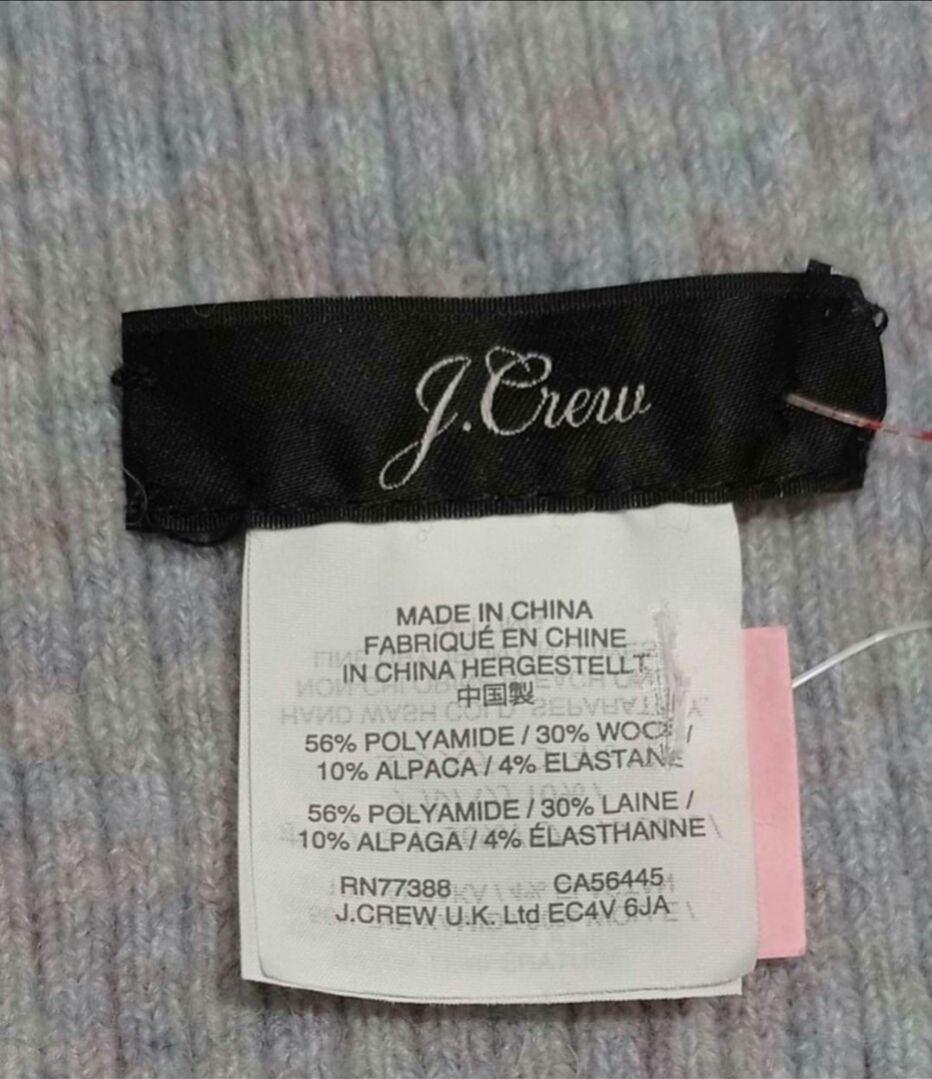 J.Crew
MADE IN CHINA
FABRIQUÉ EN CHINE
IN CHINA HERGESTELLT
中国製
56% POLYAMIDE / 30% WOOL /
10% ALPACA / 4% ELASTANE
56% POLYAMIDE / 30% LAINE /
10% ALPAGA / 4% ÉLASTHANNE /
RN77388 CA56445
J.CREW U.K. Ltd EC4V 6JA